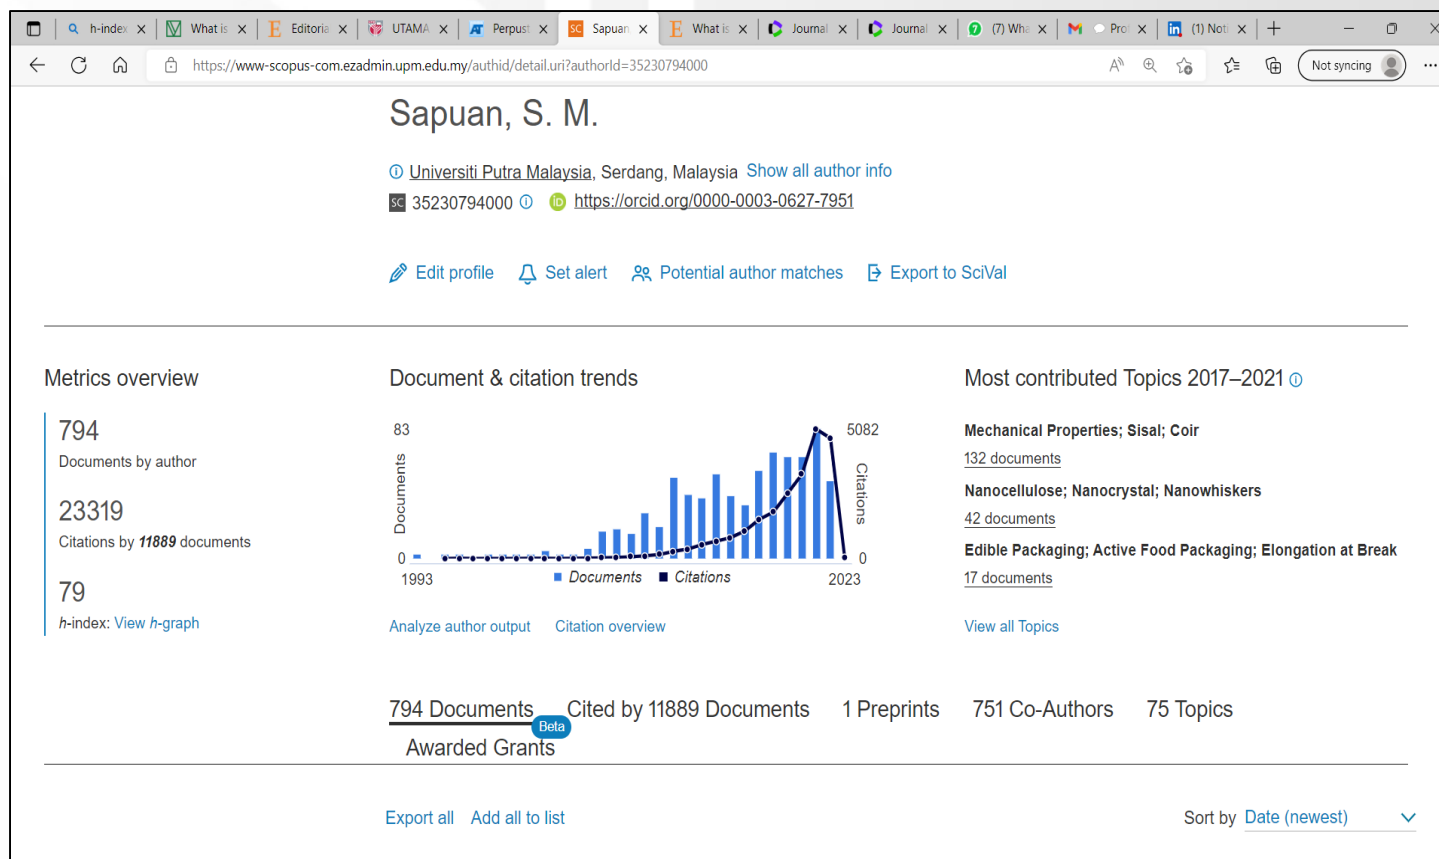 h-index
What is
Editoria
UTAMA
Perpust
SC Sapuan,
What is
Journal
Journal
(7) Wha
Prof
(1) Noti
https://www-scopus-com.ezadmin.upm.edu.my/authid/detail.uri?authorId=35230794000
Not syncing
Sapuan, S. M.
Universiti Putra Malaysia, Serdang, Malaysia Show all author info
SC 35230794000 iD https://orcid.org/0000-0003-0627-7951
Edit profile Set alert Potential author matches Export to SciVal
Metrics overview
794
Documents by author
23319
Citations by 11889 documents
79
h-index: View h-graph
Document & citation trends
83
5082
Documents
Citations
0
0
1993
Documents Citations
2023
Analyze author output Citation overview
Most contributed Topics 2017–2021
Mechanical Properties; Sisal; Coir
132 documents
Nanocellulose; Nanocrystal; Nanowhiskers
42 documents
Edible Packaging; Active Food Packaging; Elongation at Break
17 documents
View all Topics
794 Documents Cited by 11889 Documents 1 Preprints 751 Co-Authors 75 Topics
Beta
Awarded Grants
Export all Add all to list
Sort by Date (newest)